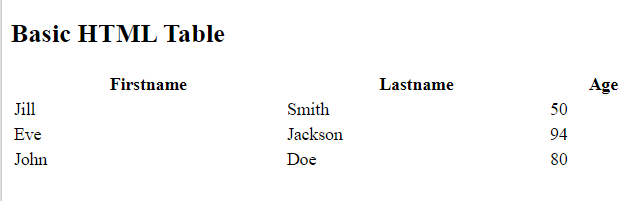 Basic HTML Table
Firstname Lastname Age
Jill Smith 50
Eve Jackson 94
John Doe 80